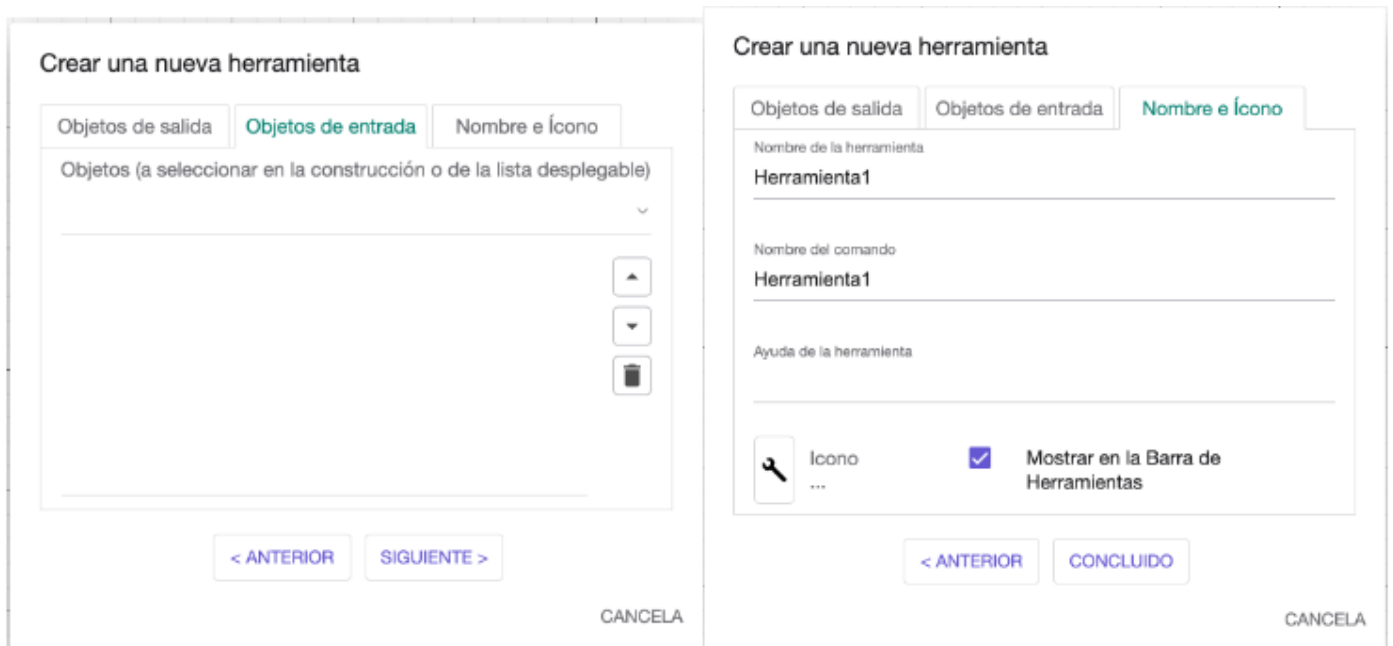 Crear una nueva herramienta
Objetos de salida
Objetos de entrada
Nombre e Ícono
Objetos (a seleccionar en la construcción o de la lista desplegable)
< ANTERIOR
SIGUIENTE >
CANCELA
Crear una nueva herramienta
Objetos de salida
Objetos de entrada
Nombre e Ícono
Nombre de la herramienta
Herramienta1
Nombre del comando
Herramienta1
Ayuda de la herramienta
Icono
...
Mostrar en la Barra de
Herramientas
< ANTERIOR
CONCLUIDO
CANCELA